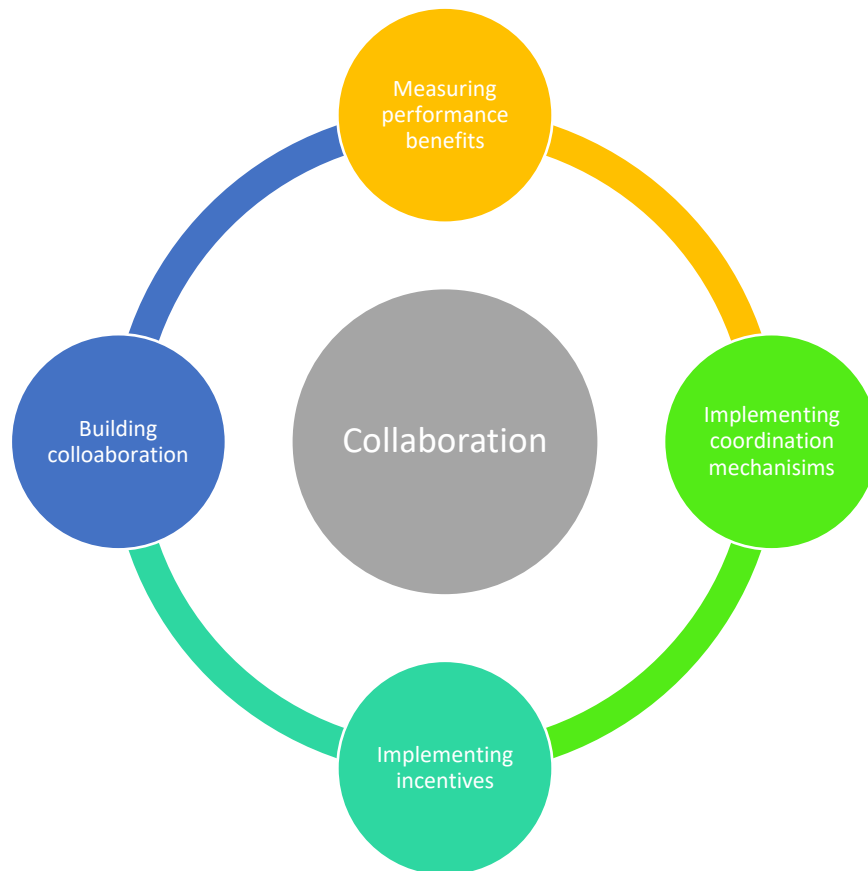 Measuring
performance
benefits
Building
colloaboration
Collaboration
Implementing
coordination
mechanisims
Implementing
incentives